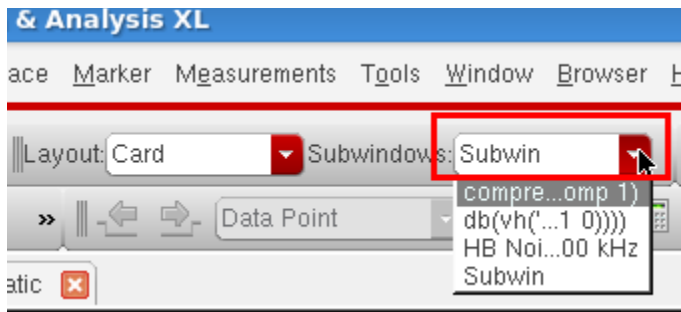 & Analysis XL
ace Marker Measurements Tools Window Browser
Layout: Card Subwindows: Subwin
compre...omp 1)
» Data Point db(vh('...1 0))))
HB Noi...00 kHz
atic Subwin